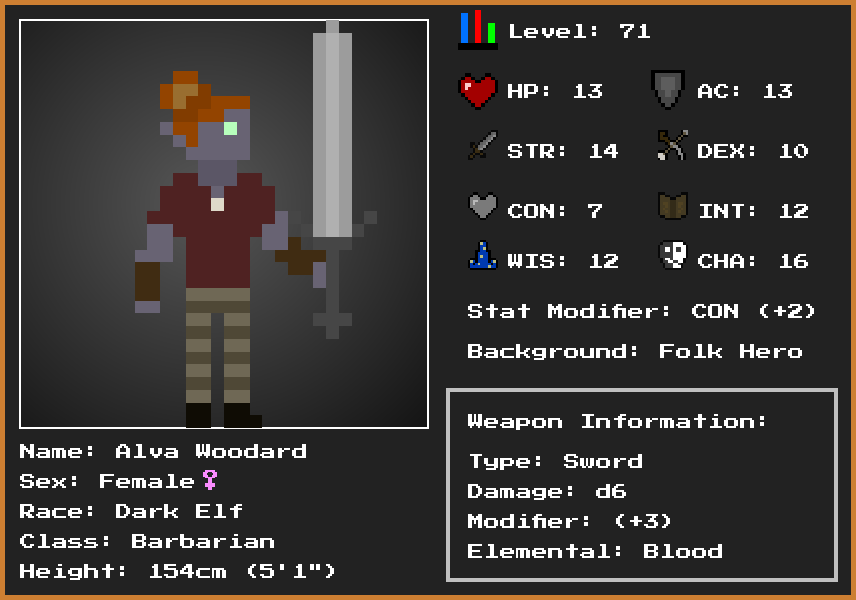 Level: 71
HP: 13
AC: 13
STR: 14
DEX: 10
CON: 7
INT: 12
WIS: 12
CHA: 16
Stat Modifier: CON (+2)
Background: Folk Hero
Name: Alva Woodard
Sex: Female♀
Race: Dark Elf
Class: Barbarian
Height: 154cm (5'1")
Weapon Information:
Type: Sword
Damage: d6
Modifier: (+3)
Elemental: Blood